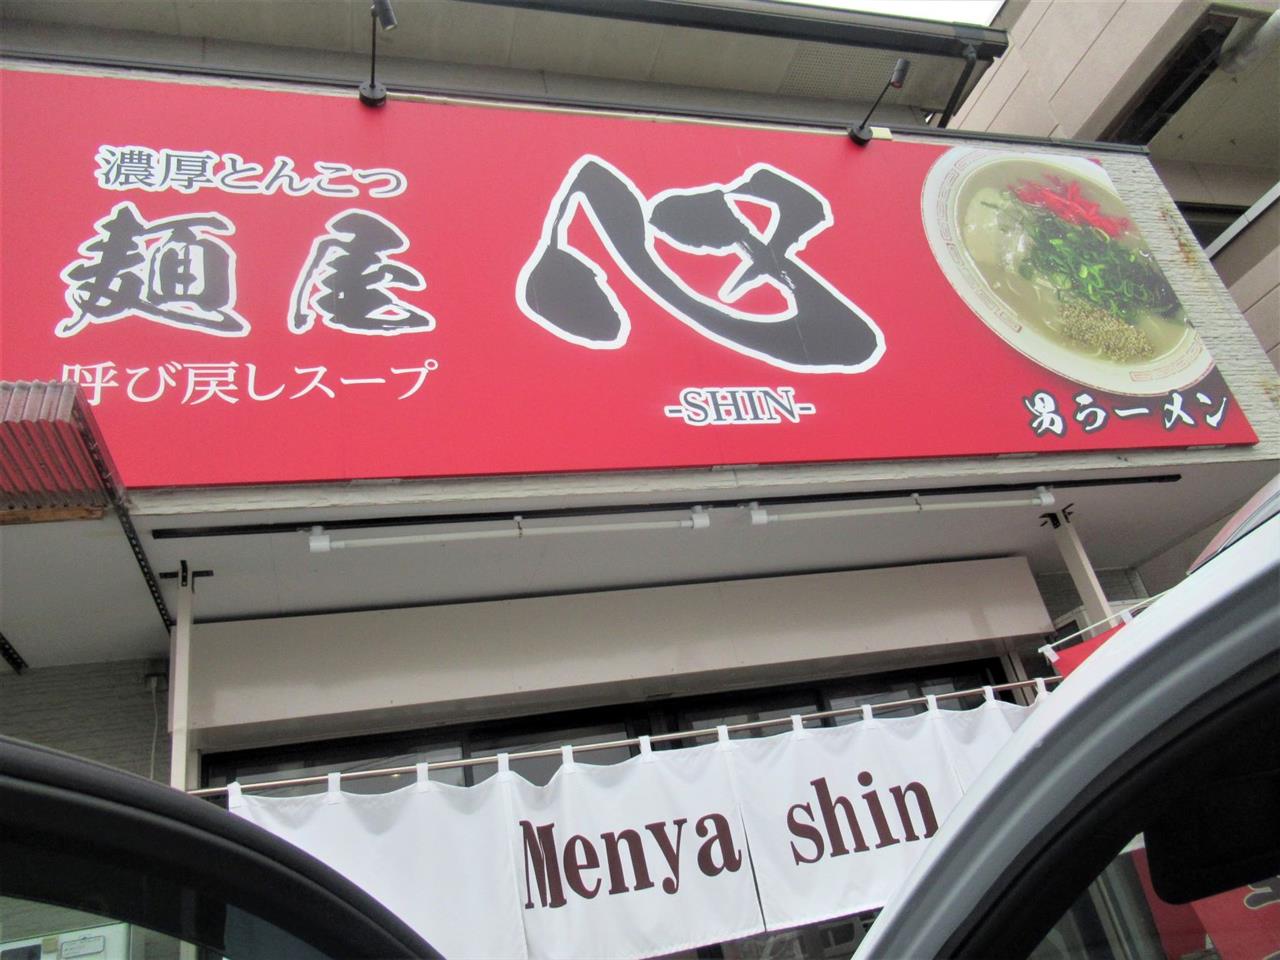 濃厚とんこつ
麺屋
呼び戻しスープ
心
-SHIN-
男ラーメン
Menya shin